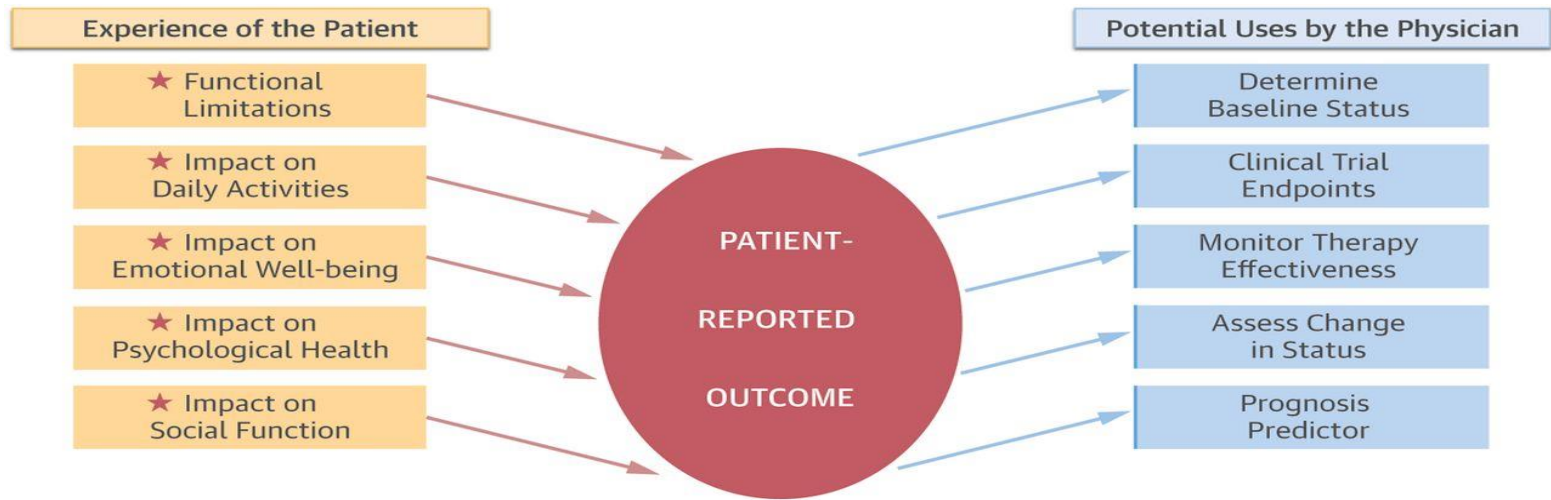 Experience of the Patient
★ Functional
Limitations
★ Impact on
Daily Activities
★ Impact on
Emotional Well-being
★ Impact on
Psychological Health
★ Impact on
Social Function
PATIENT-
REPORTED
OUTCOME
Potential Uses by the Physician
Determine
Baseline Status
Clinical Trial
Endpoints
Monitor Therapy
Effectiveness
Assess Change
in Status
Prognosis
Predictor